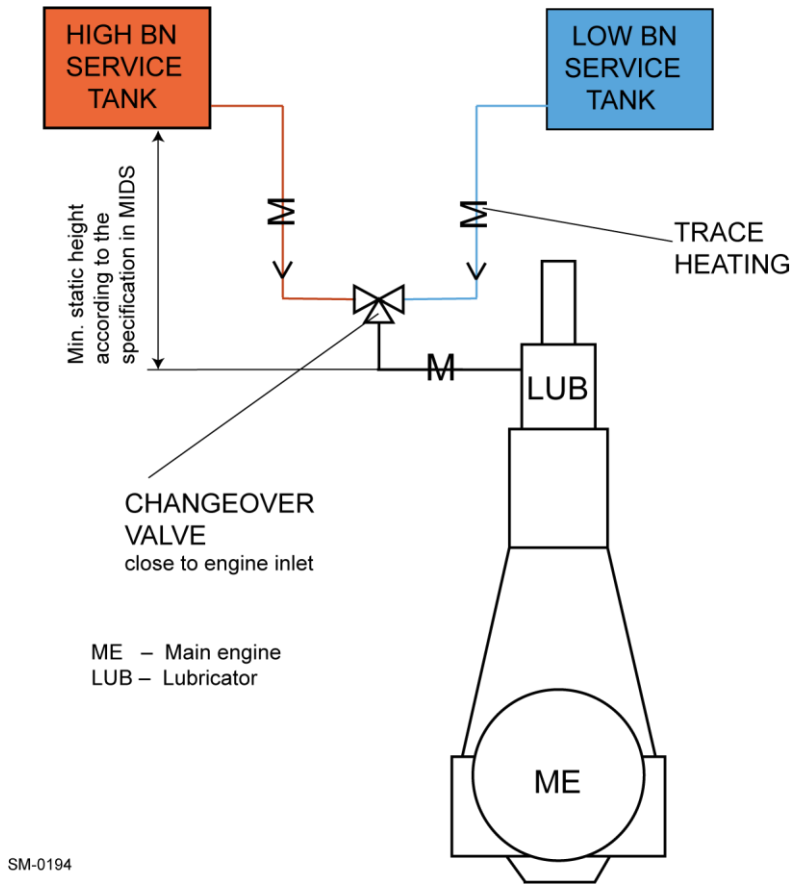 HIGH BN
SERVICE
TANK
LOW BN
SERVICE
TANK
Min. static height
according to the
specification in MIDS
TRACE
HEATING
LUB
CHANGEOVER
VALVE
close to engine inlet
ME – Main engine
LUB – Lubricator
ME
SM-0194